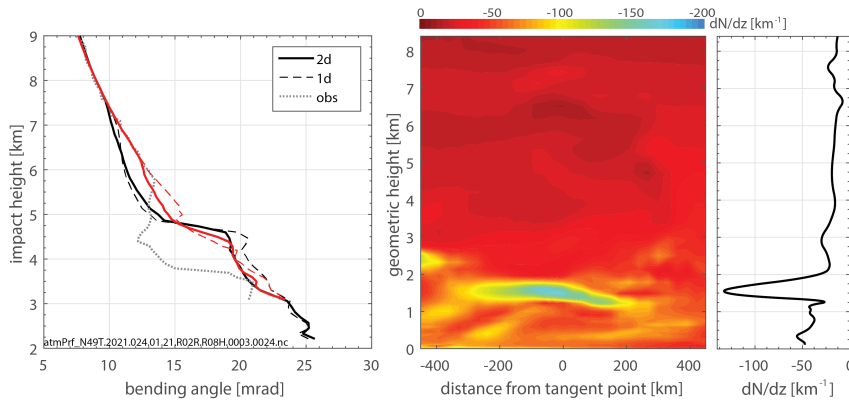 0 -50 -100 -150 -200 dN/dz [km⁻¹]
9
8
7
6
5
4
3
2
impact height [km]
2d
1d
obs
atmPrf_N49T.2021.024,01,21,R02R,R08H,0003.0024.nc
5 10 15 20 25 30
bending angle [mrad]
8
7
6
5
4
3
2
1
0
geometric height [km]
-400 -200 0 200 400
distance from tangent point [km]
-100 -50 0
dN/dz [km⁻¹]